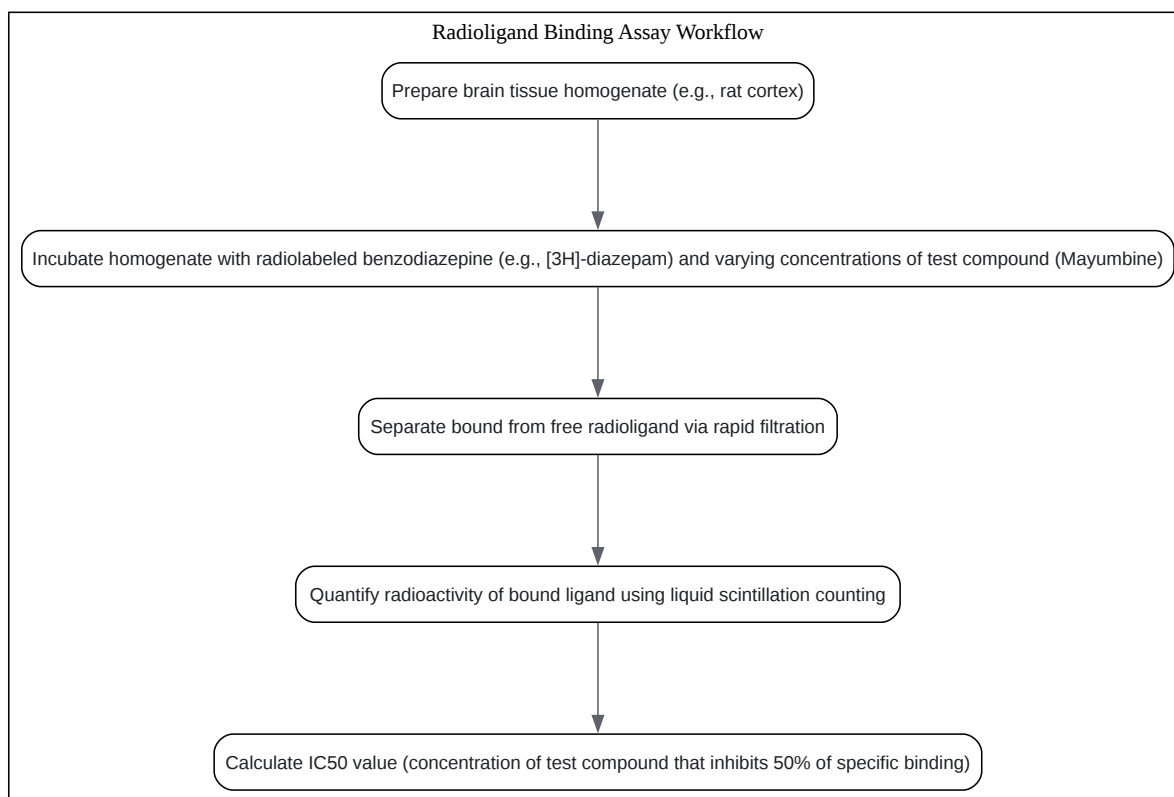 Radioligand Binding Assay Workflow
Prepare brain tissue homogenate (e.g., rat cortex)
Incubate homogenate with radiolabeled benzodiazepine (e.g., [3H]-diazepam) and varying concentrations of test compound (Mayumbine)
Separate bound from free radioligand via rapid filtration
Quantify radioactivity of bound ligand using liquid scintillation counting
Calculate IC50 value (concentration of test compound that inhibits 50% of specific binding)